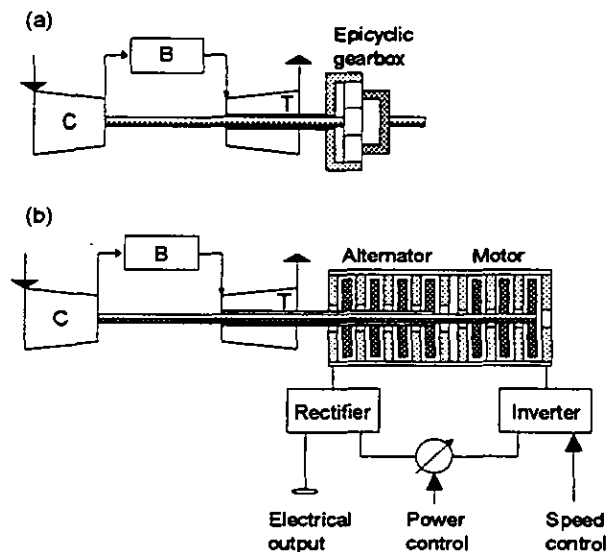 (a)
Epicyclic
gearbox
B
T
C
(b)
Alternator
Motor
B
T
C
Rectifier
Inverter
Electrical
output
Power
control
Speed
control